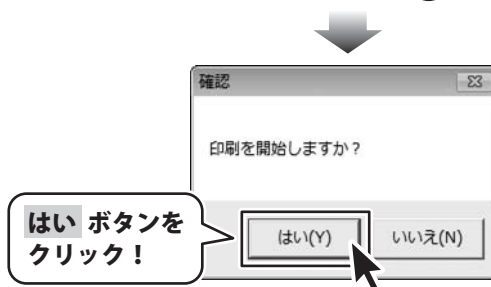 確認
印刷を開始しますか？
はい ボタンを
クリック！
はい(Y)
いいえ(N)